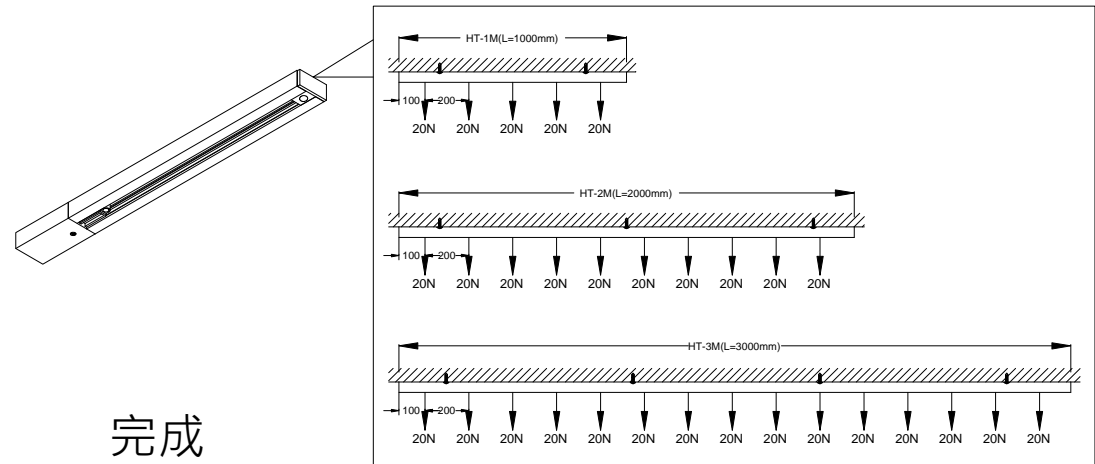 HT-1M(L=1000mm)
100 200
20N 20N 20N 20N 20N
HT-2M(L=2000mm)
100 200
20N 20N 20N 20N 20N 20N 20N 20N 20N 20N
HT-3M(L=3000mm)
100 200
20N 20N 20N 20N 20N 20N 20N 20N 20N 20N 20N 20N 20N 20N 20N
完成